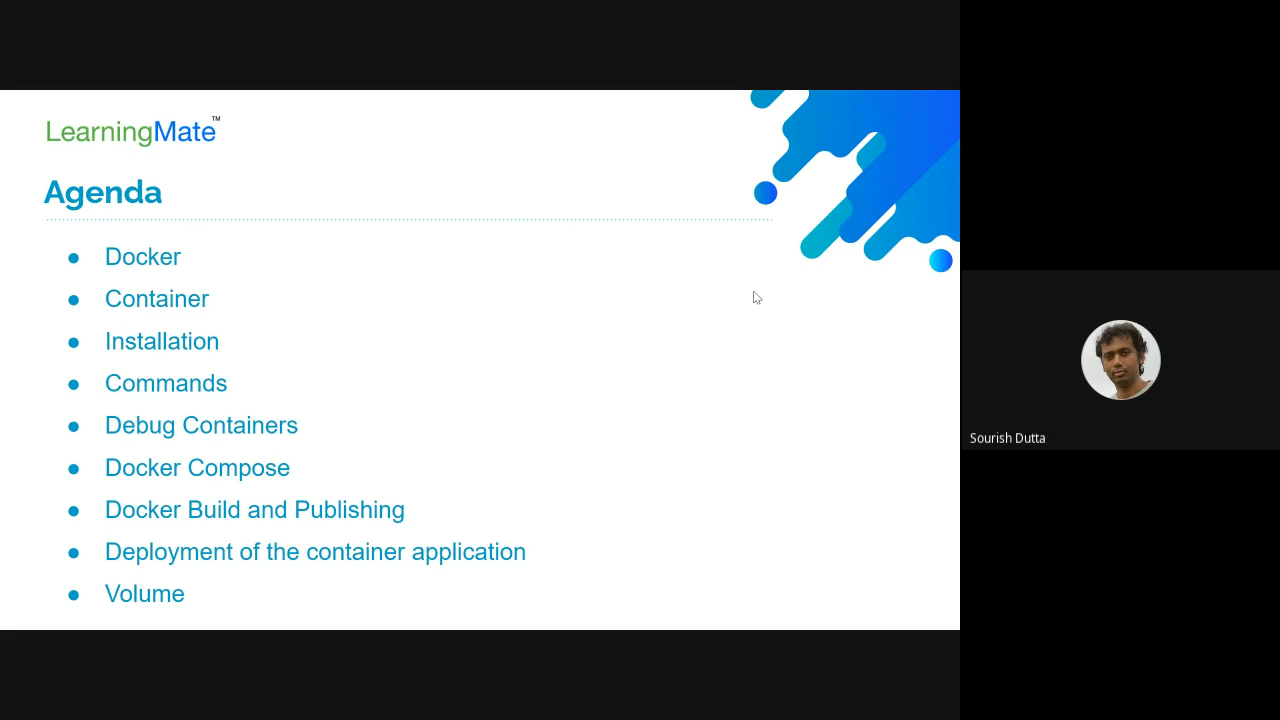 LearningMate™
Agenda
● Docker
● Container
● Installation
● Commands
● Debug Containers
● Docker Compose
● Docker Build and Publishing
● Deployment of the container application
● Volume
Sourish Dutta